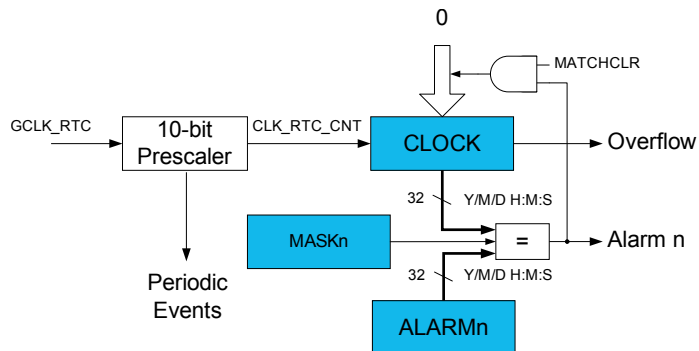 0
MATCHCLR
GCLK_RTC
10-bit
Prescaler
CLK_RTC_CNT
CLOCK
Overflow
32
Y/M/D H:M:S
MASKn
=
Alarm n
32
Y/M/D H:M:S
Periodic
Events
ALARMn